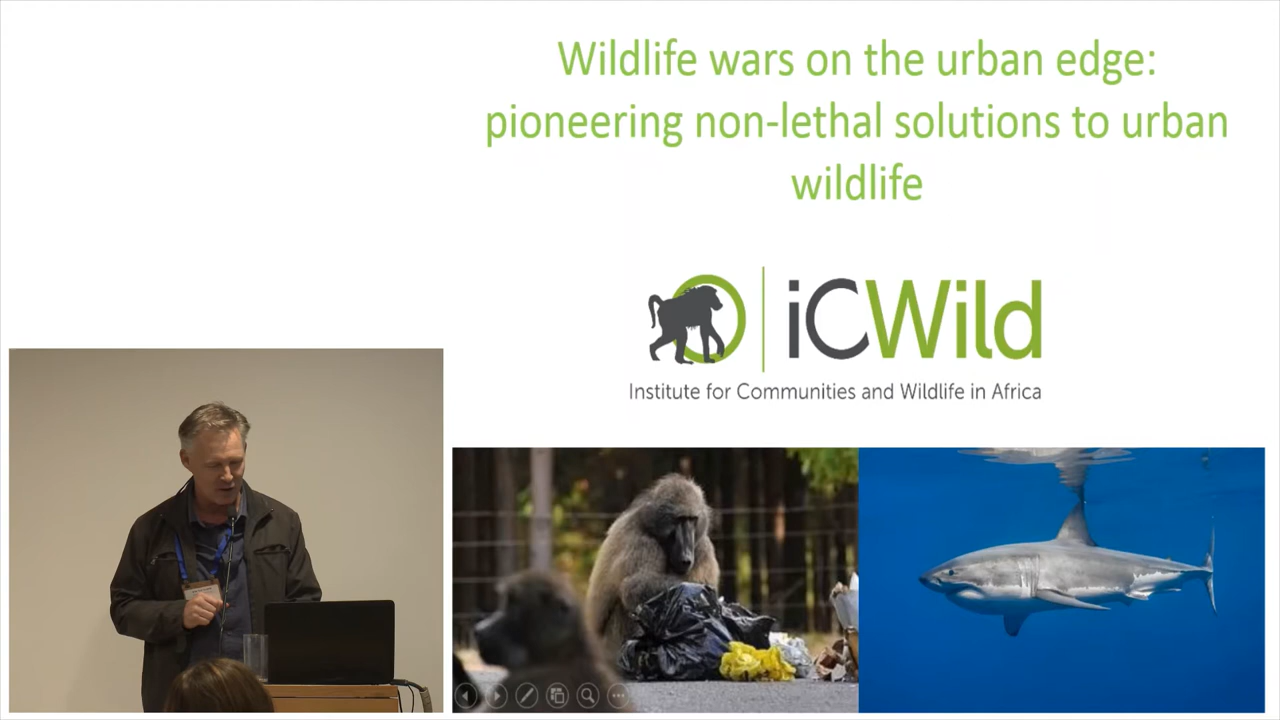 Wildlife wars on the urban edge:
pioneering non-lethal solutions to urban
wildlife
iCWild
Institute for Communities and Wildlife in Africa